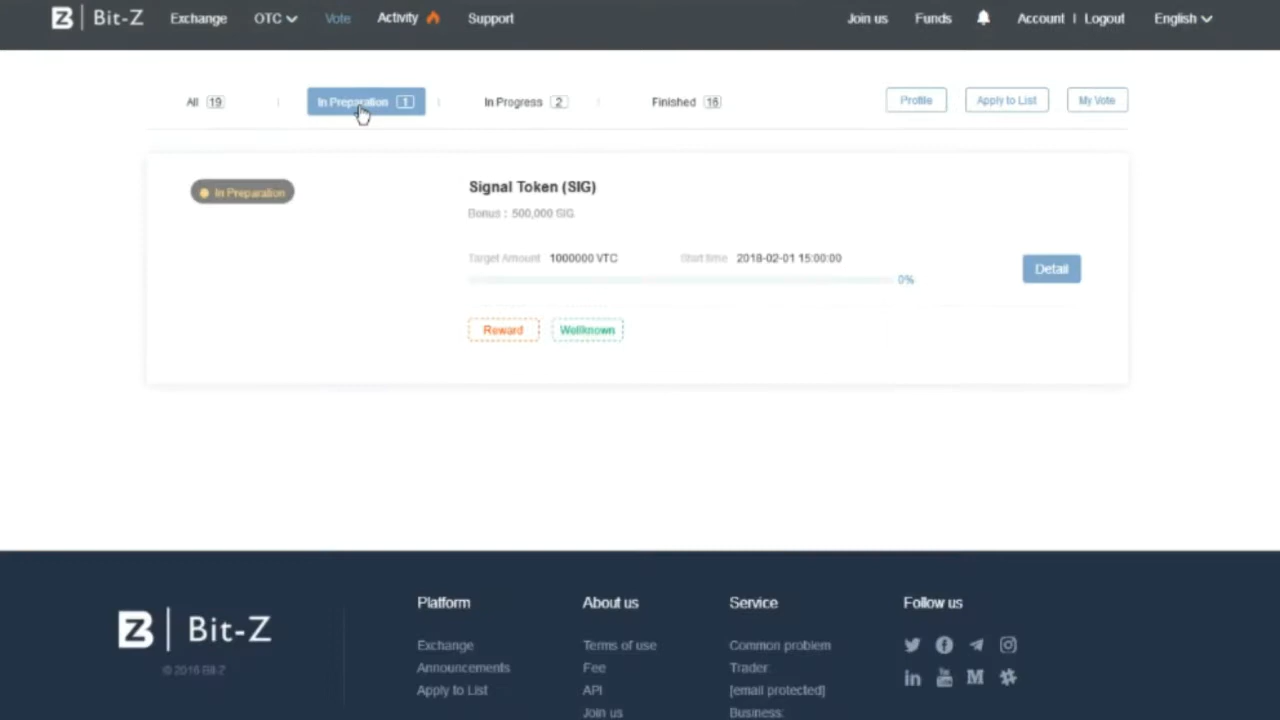 Bit-Z Exchange OTC Vote Activity Support Join us Funds Account | Logout English
All 19 In Preparation 1 In Progress 2 Finished 16 Profile Apply to List My Vote
In Preparation
Signal Token (SIG)
Bonus : 500,000 SIG
Target Amount 1000000 VTC Start time 2018-02-01 15:00:00
Detail
0%
Reward Wellknown
Bit-Z
© 2016 Bit-Z
Platform
Exchange
Announcements
Apply to List
About us
Terms of use
Fee
API
Join us
Service
Common problem
Trader:
[email protected]
Business:
Follow us